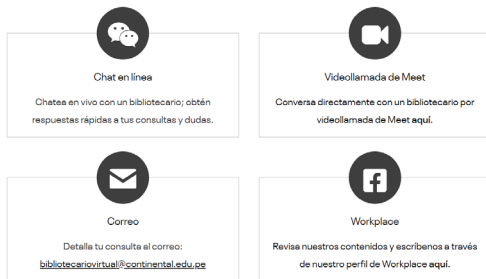 Chat en línea
Chatea en vivo con un bibliotecario; obtén
respuestas rápidas a tus consultas y dudas.
Videollamada de Meet
Conversa directamente con un bibliotecario por
videollamada de Meet aquí.
Correo
Detalla tu consulta al correo:
bibliotecariovirtual@continental.edu.pe
Workplace
Revisa nuestros contenidos y escríbenos a través
de nuestro perfil de Workplace aquí.